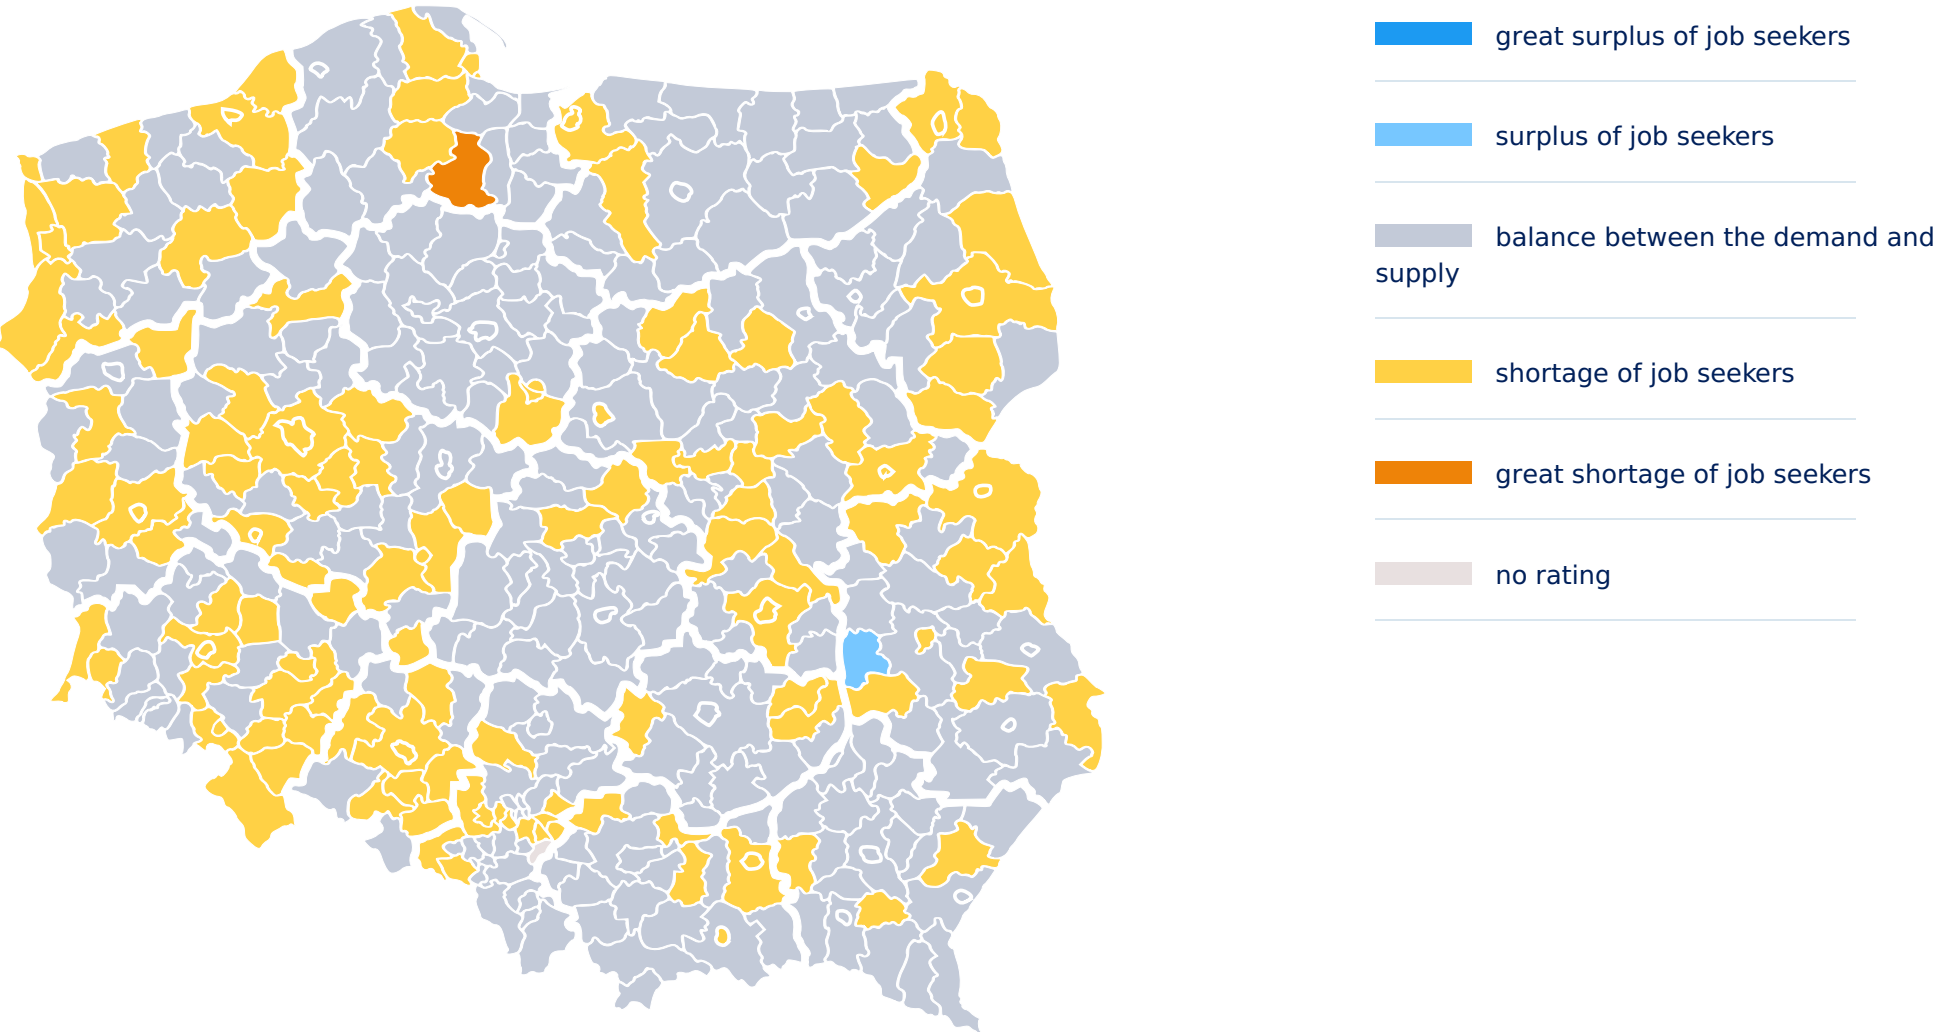 great surplus of job seekers
surplus of job seekers
balance between the demand and
supply
shortage of job seekers
great shortage of job seekers
no rating